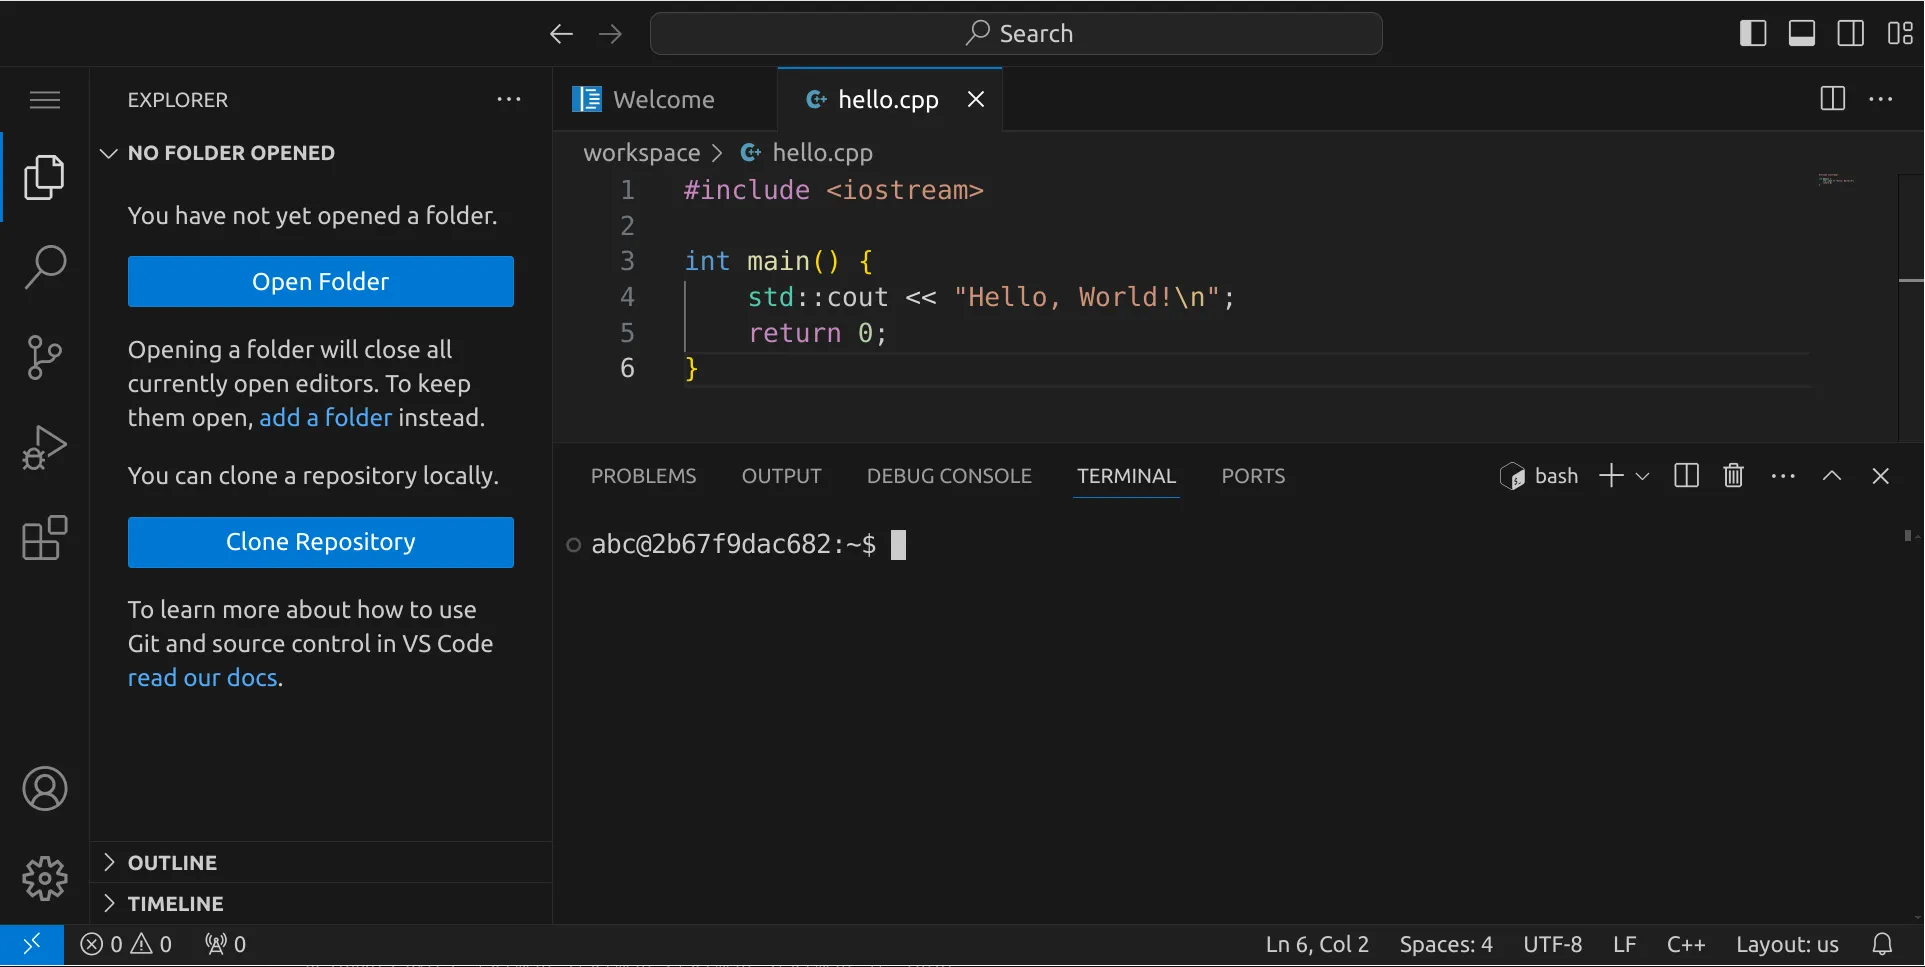 Search
EXPLORER
NO FOLDER OPENED
You have not yet opened a folder.
Open Folder
Opening a folder will close all
currently open editors. To keep
them open, add a folder instead.
You can clone a repository locally.
Clone Repository
To learn more about how to use
Git and source control in VS Code
read our docs.
OUTLINE
TIMELINE
Welcome
hello.cpp
workspace > hello.cpp
1 #include <iostream>
2
3 int main() {
4     std::cout << "Hello, World!\n";
5     return 0;
6 }
PROBLEMS OUTPUT DEBUG CONSOLE TERMINAL PORTS bash
abc@2b67f9dac682:~$
0 0 0 Ln 6, Col 2 Spaces: 4 UTF-8 LF C++ Layout: us